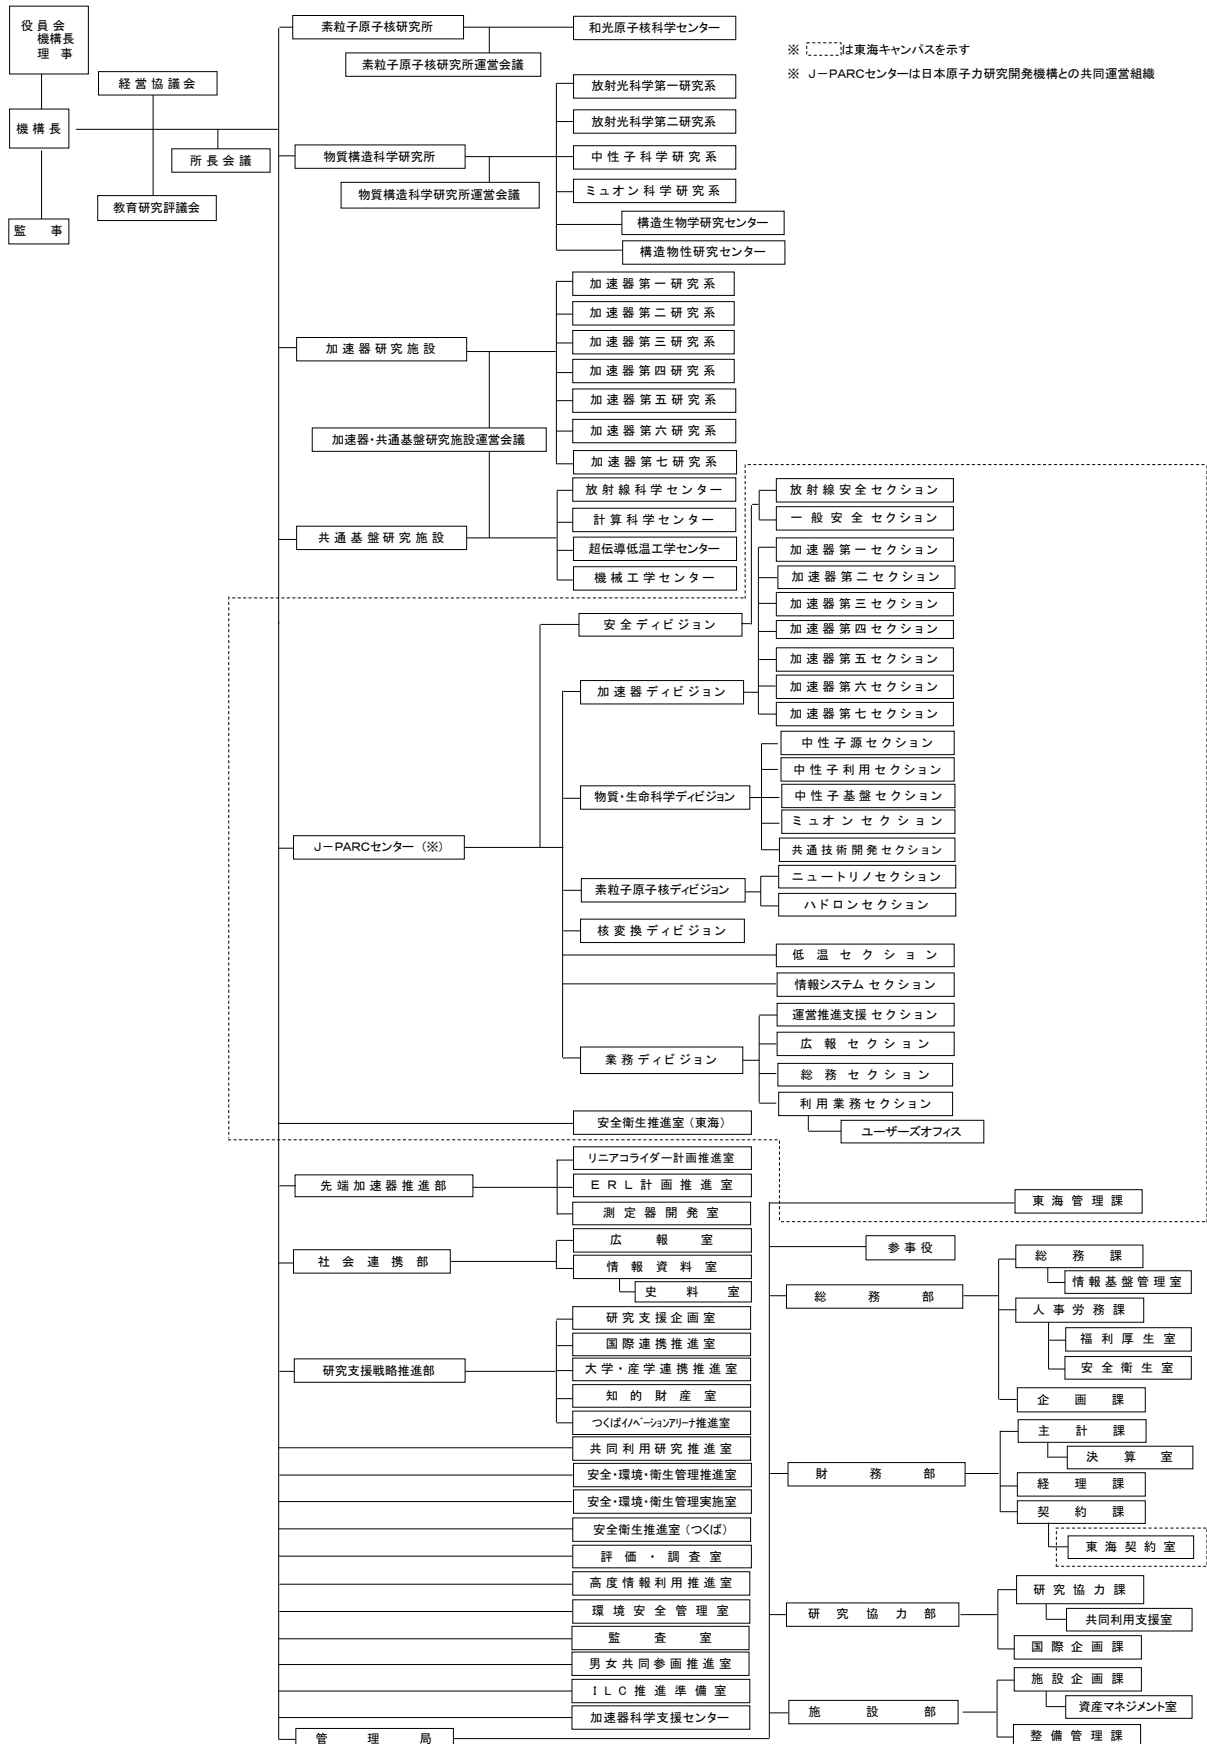 役員会
機構長
理　事
機構長
監　事
経営協議会
所長会議
教育研究評議会
※ は東海キャンパスを示す
※ J－PARCセンターは日本原子力研究開発機構との共同運営組織
素粒子原子核研究所
和光原子核科学センター
素粒子原子核研究所運営会議
物質構造科学研究所
物質構造科学研究所運営会議
放射光科学第一研究系
放射光科学第二研究系
中性子科学研究系
ミュオン科学研究系
構造生物学研究センター
構造物性研究センター
加速器研究施設
加速器第一研究系
加速器第二研究系
加速器第三研究系
加速器第四研究系
加速器第五研究系
加速器第六研究系
加速器第七研究系
加速器・共通基盤研究施設運営会議
共通基盤研究施設
放射線科学センター
計算科学センター
超伝導低温工学センター
機械工学センター
J－PARCセンター（※）
安全ディビジョン
放射線安全セクション
一般安全セクション
加速器ディビジョン
加速器第一セクション
加速器第二セクション
加速器第三セクション
加速器第四セクション
加速器第五セクション
加速器第六セクション
加速器第七セクション
物質・生命科学ディビジョン
中性子源セクション
中性子利用セクション
中性子基盤セクション
ミュオンセクション
共通技術開発セクション
素粒子原子核ディビジョン
ニュートリノセクション
ハドロンセクション
核変換ディビジョン
低温セクション
情報システムセクション
業務ディビジョン
運営推進支援セクション
広報セクション
総務セクション
利用業務セクション
ユーザーズオフィス
安全衛生推進室（東海）
先端加速器推進部
リニアコライダー計画推進室
ERL計画推進室
測定器開発室
社会連携部
広報室
情報資料室
史料室
研究支援戦略推進部
研究支援企画室
国際連携推進室
大学・産学連携推進室
知的財産室
つくばイノベーションアリーナ推進室
共同利用研究推進室
安全・環境・衛生管理推進室
安全・環境・衛生管理実施室
安全衛生推進室（つくば）
評価・調査室
高度情報利用推進室
環境安全管理室
監査室
男女共同参画推進室
ILC推進準備室
加速器科学支援センター
管理局
東海管理課
参事役
総務部
総務課
情報基盤管理室
人事労務課
福利厚生室
安全衛生室
企画課
財務部
主計課
決算室
経理課
契約課
東海契約室
研究協力部
研究協力課
共同利用支援室
国際企画課
施設部
施設企画課
資産マネジメント室
整備管理課